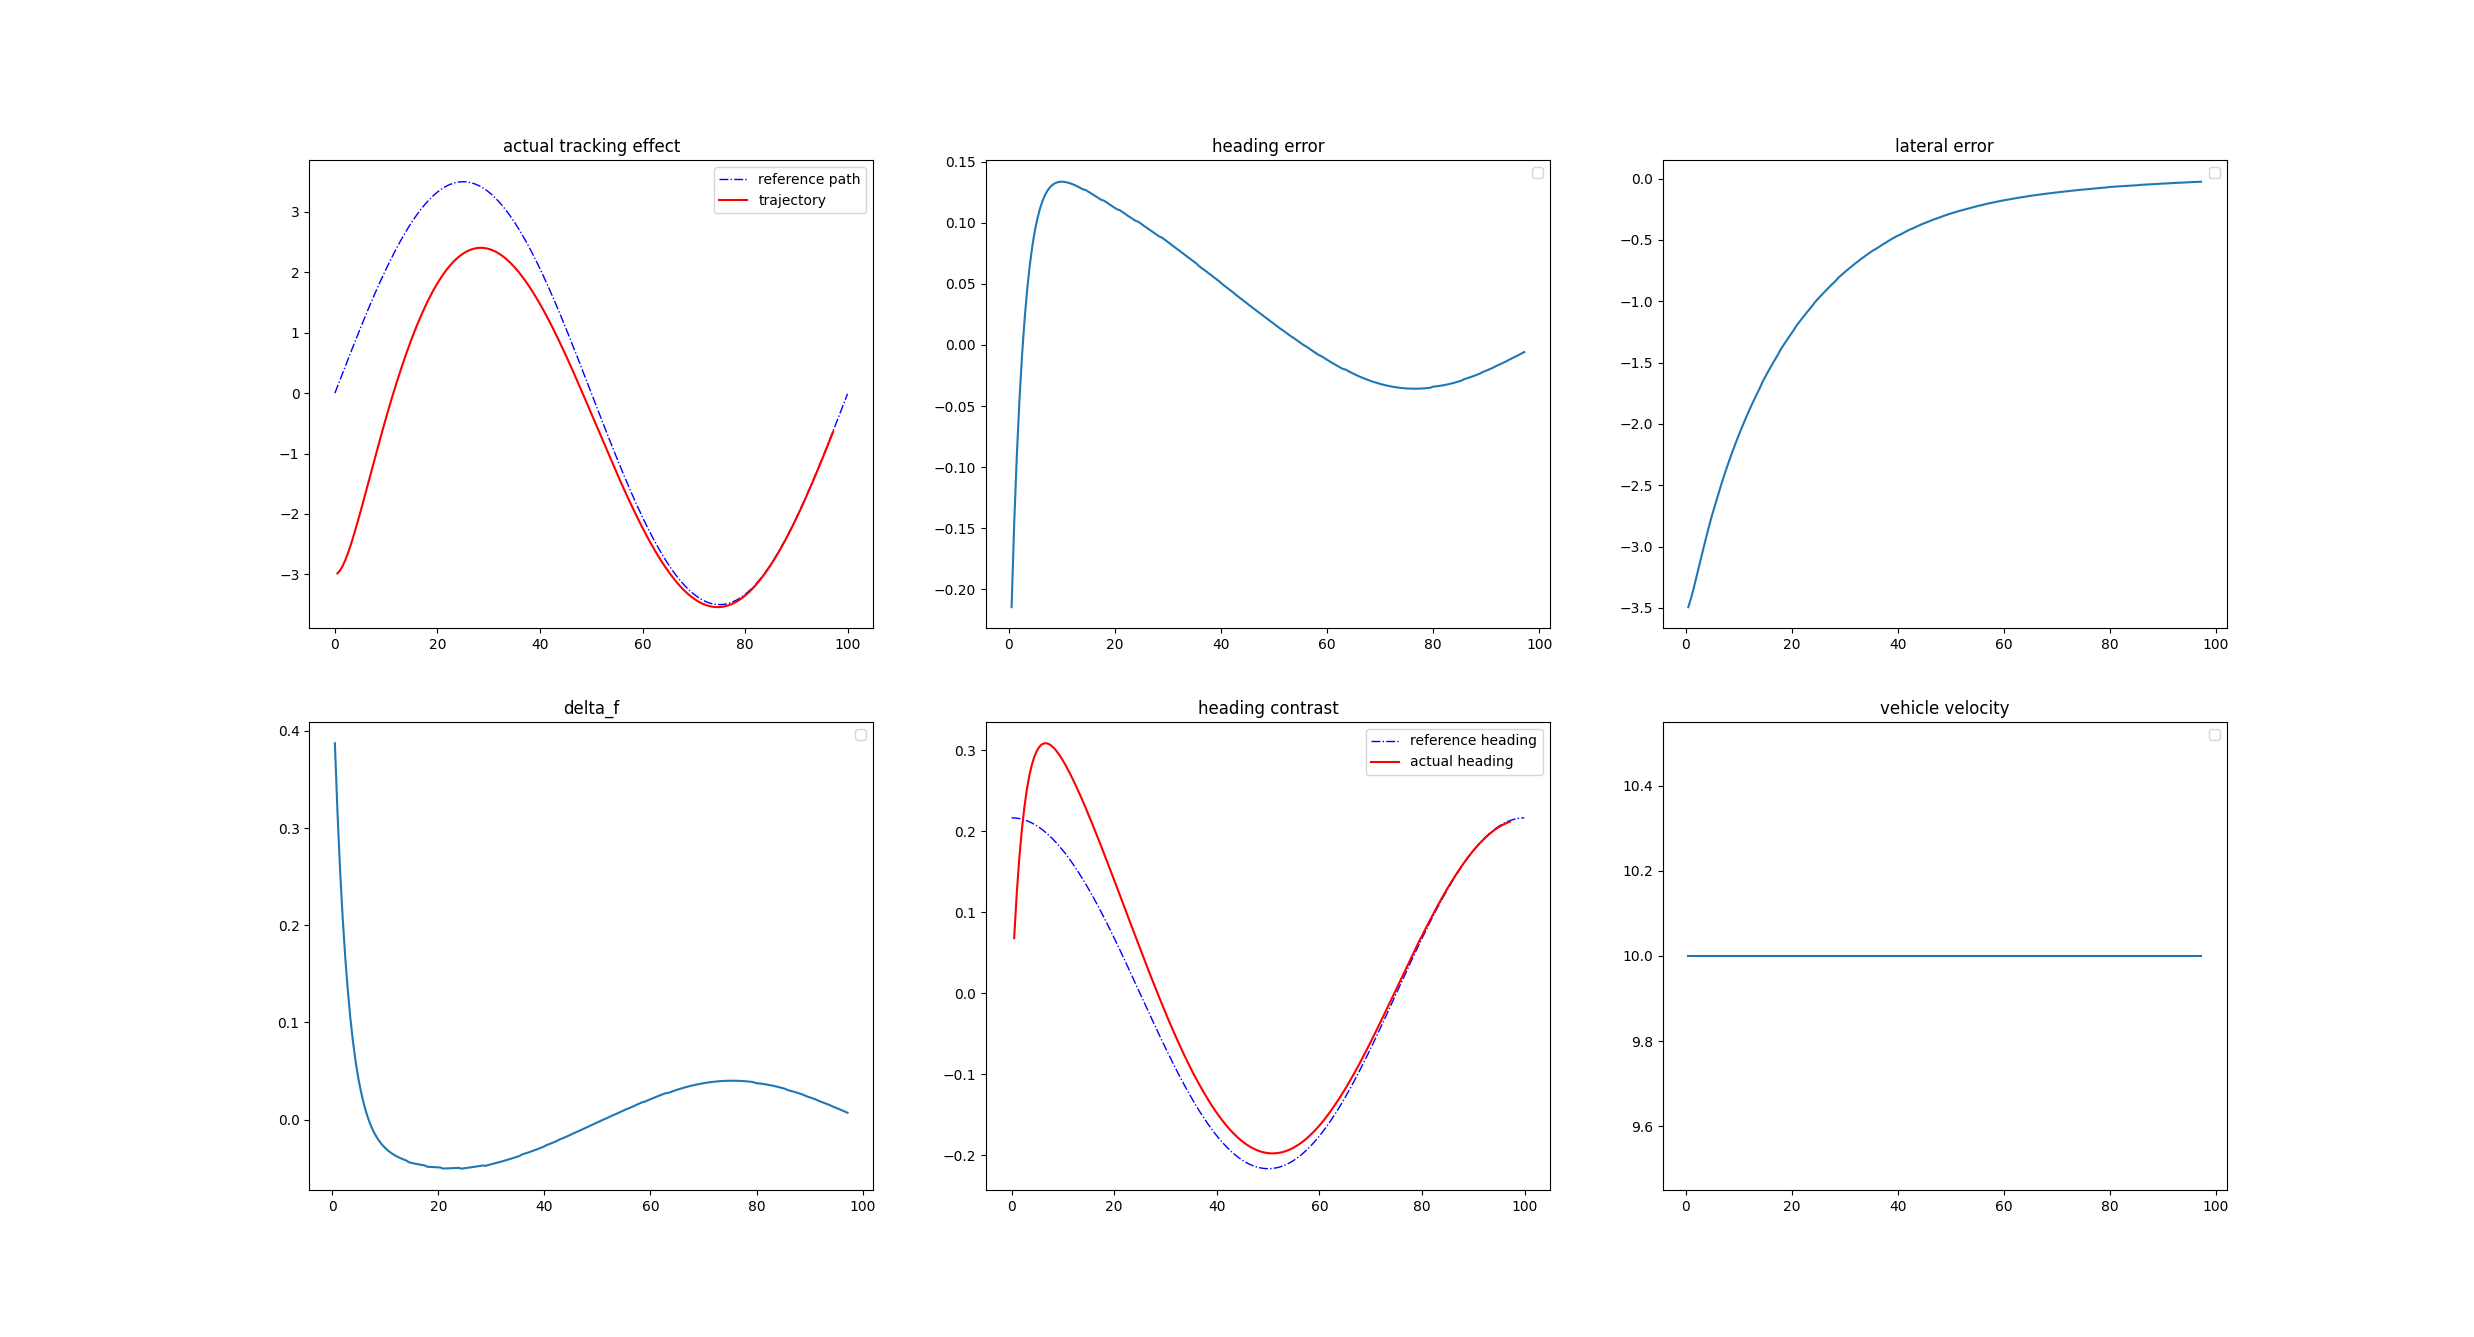 actual tracking effect
reference path
trajectory
3
2
1
0
−1
−2
−3
0 20 40 60 80 100
heading error
0.15
0.10
0.05
0.00
−0.05
−0.10
−0.15
−0.20
0 20 40 60 80 100
lateral error
0.0
−0.5
−1.0
−1.5
−2.0
−2.5
−3.0
−3.5
0 20 40 60 80 100
delta_f
0.4
0.3
0.2
0.1
0.0
0 20 40 60 80 100
heading contrast
reference heading
actual heading
0.3
0.2
0.1
0.0
−0.1
−0.2
0 20 40 60 80 100
vehicle velocity
10.4
10.2
10.0
9.8
9.6
0 20 40 60 80 100